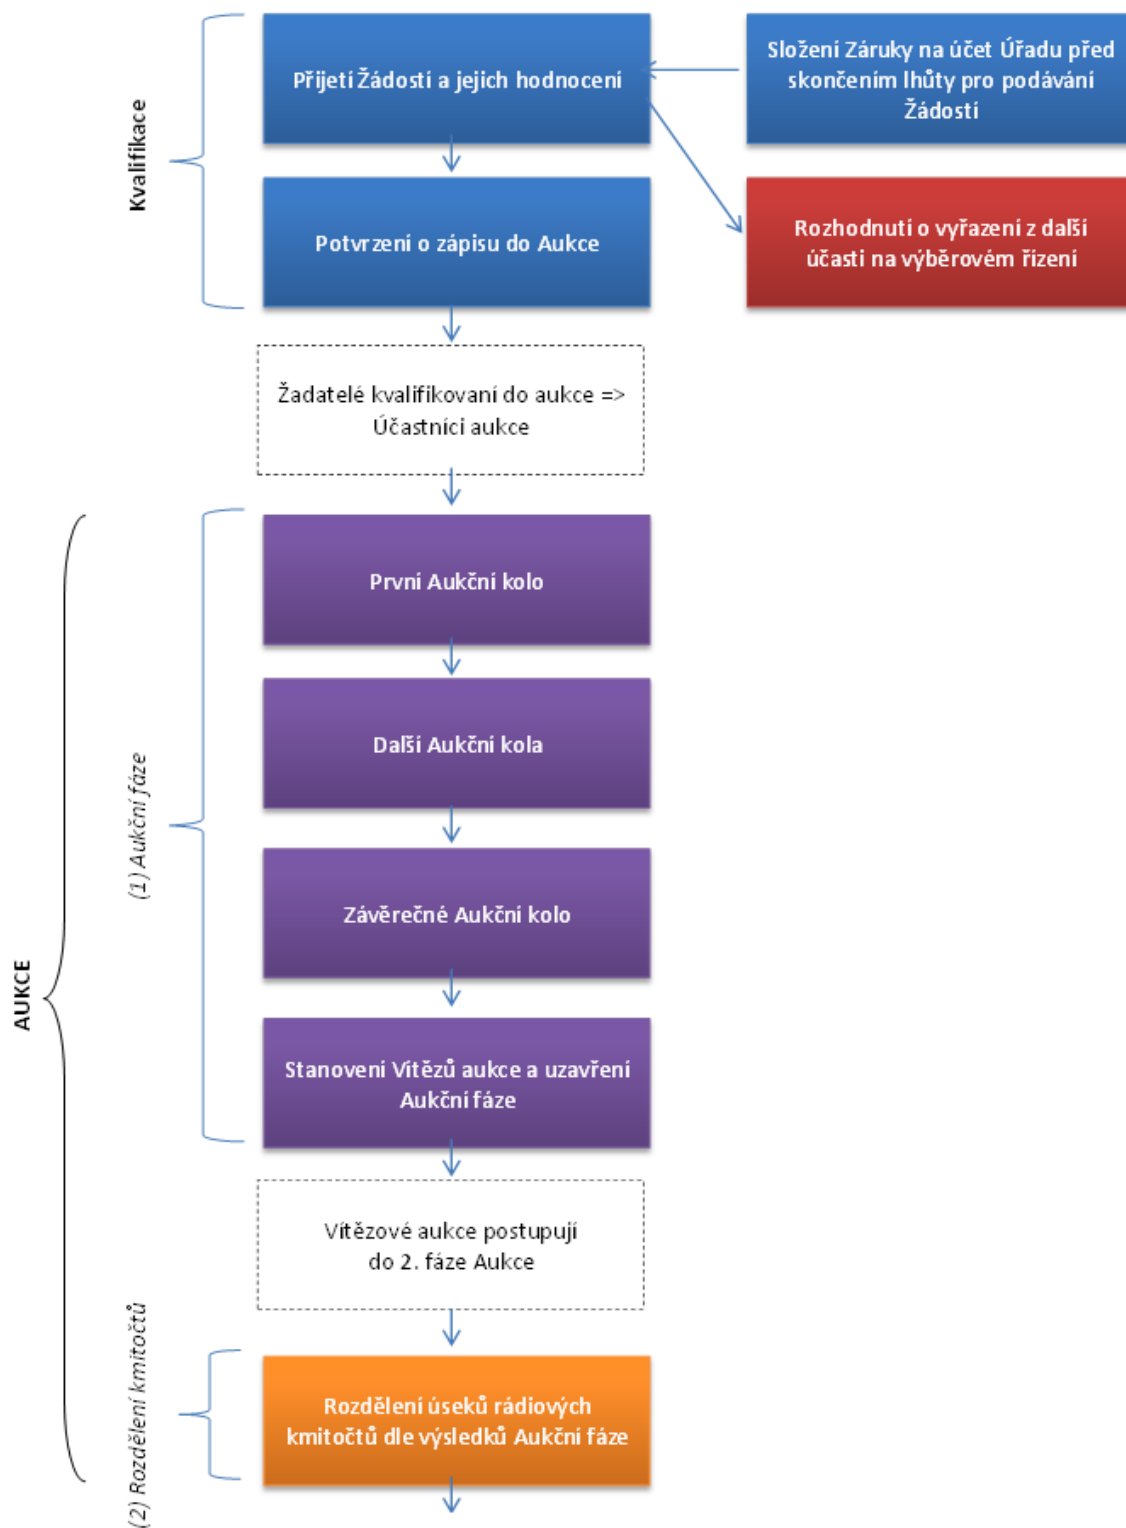 Kvalifikace
Přijetí Žádostí a jejich hodnocení
Složení Záruky na účet Úřadu před
skončením lhůty pro podávání
Žádostí
Potvrzení o zápisu do Aukce
Rozhodnutí o vyřazení z další
účasti na výběrovém řízení
Žadatelé kvalifikovaní do aukce =>
Účastníci aukce
AUKCE
(1) Aukční fáze
První Aukční kolo
Další Aukční kola
Závěrečné Aukční kolo
Stanovení Vítězů aukce a uzavření
Aukční fáze
Vítězové aukce postupují
do 2. fáze Aukce
(2) Rozdělení kmitočtů
Rozdělení úseků rádiových
kmitočtů dle výsledků Aukční fáze